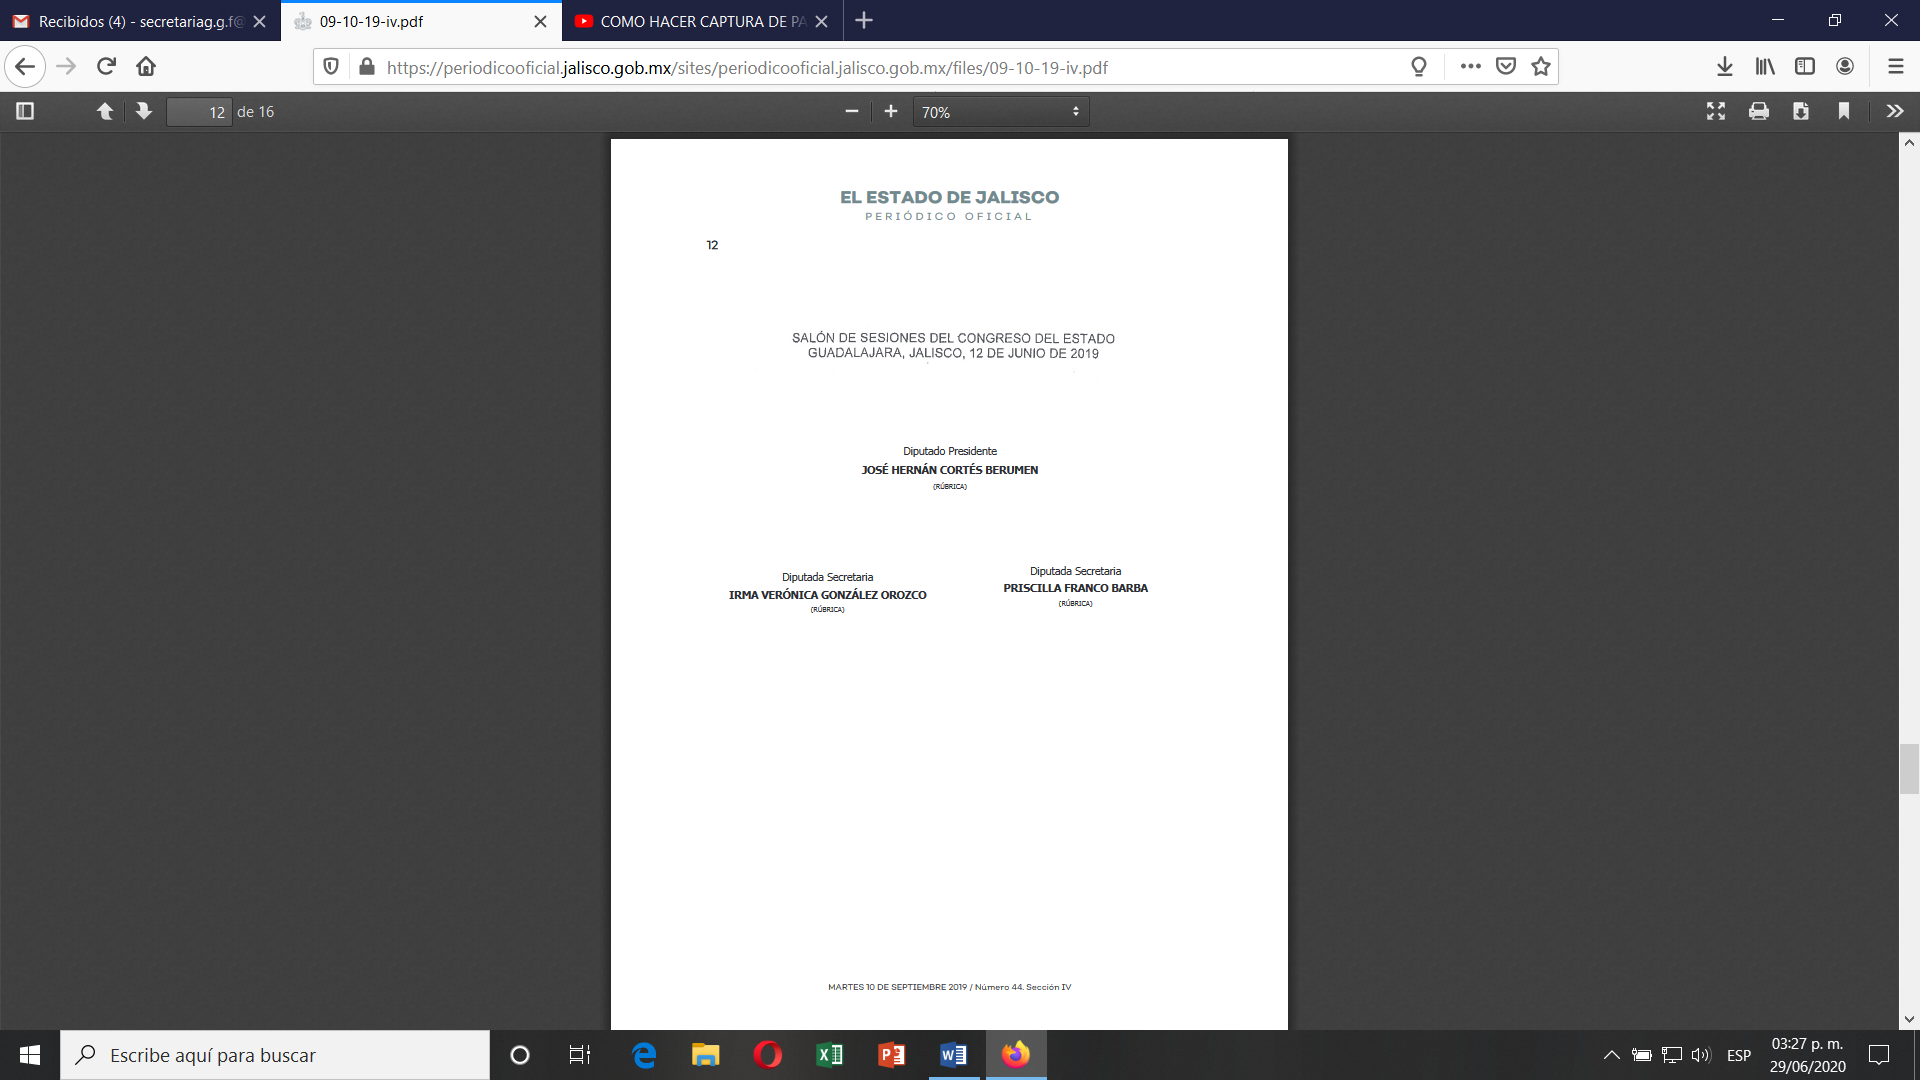 Recibidos (4) - secretariag.g.f@
09-10-19-iv.pdf
COMO HACER CAPTURA DE PA
https://periodicooficial.jalisco.gob.mx/sites/periodicooficial.jalisco.gob.mx/files/09-10-19-iv.pdf
12 de 16
70%
EL ESTADO DE JALISCO
PERIÓDICO OFICIAL
12
SALÓN DE SESIONES DEL CONGRESO DEL ESTADO
GUADALAJARA, JALISCO, 12 DE JUNIO DE 2019
Diputado Presidente
JOSÉ HERNÁN CORTÉS BERUMEN
(RÚBRICA)
Diputada Secretaria
IRMA VERÓNICA GONZÁLEZ OROZCO
(RÚBRICA)
Diputada Secretaria
PRISCILLA FRANCO BARBA
(RÚBRICA)
MARTES 10 DE SEPTIEMBRE 2019 / Número 44. Sección IV
Escribe aquí para buscar
ESP
03:27 p. m.
29/06/2020